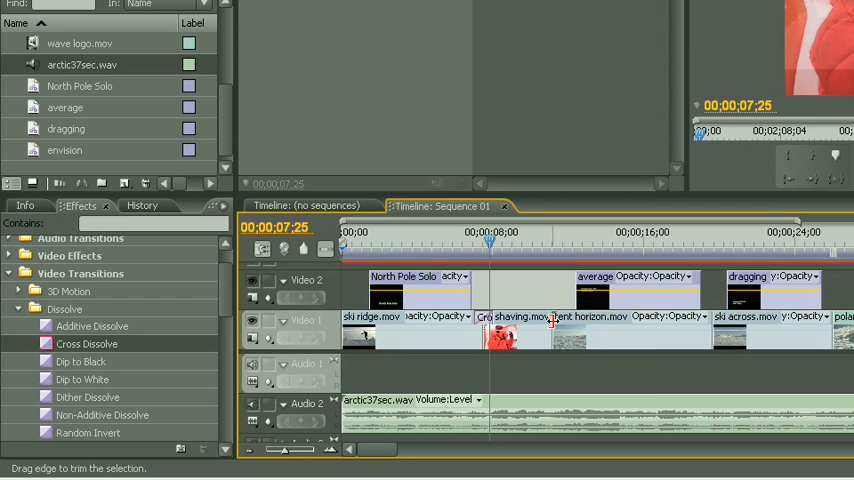 Find:
In:
Name
Name
Label
wave logo.mov
arctic37sec.wav
North Pole Solo
average
dragging
envision
00;00;07;25
00;00;07;25
;00;00
00;02;08;04
00;
Info
Effects
History
Contains:
Audio Transitions
Video Effects
Video Transitions
3D Motion
Dissolve
Additive Dissolve
Cross Dissolve
Dip to Black
Dip to White
Dither Dissolve
Non-Additive Dissolve
Random Invert
Timeline: (no sequences)
Timeline: Sequence 01
00;00;07;25
;00;00
00;00;08;00
00;00;16;00
00;00;24;00
Video 2
North Pole Solo
acity
average Opacity:Opacity
dragging
y:Opacity
Video 1
ski ridge.mov
pacity:Opacity
Cro
shaving.mov
ent horizon.mov
Opacity:Opacity
ski across.mov
y:Opacity
polar
Audio 1
L
R
Audio 2
arctic37sec.wav Volume:Level
L
R
Drag edge to trim the selection.